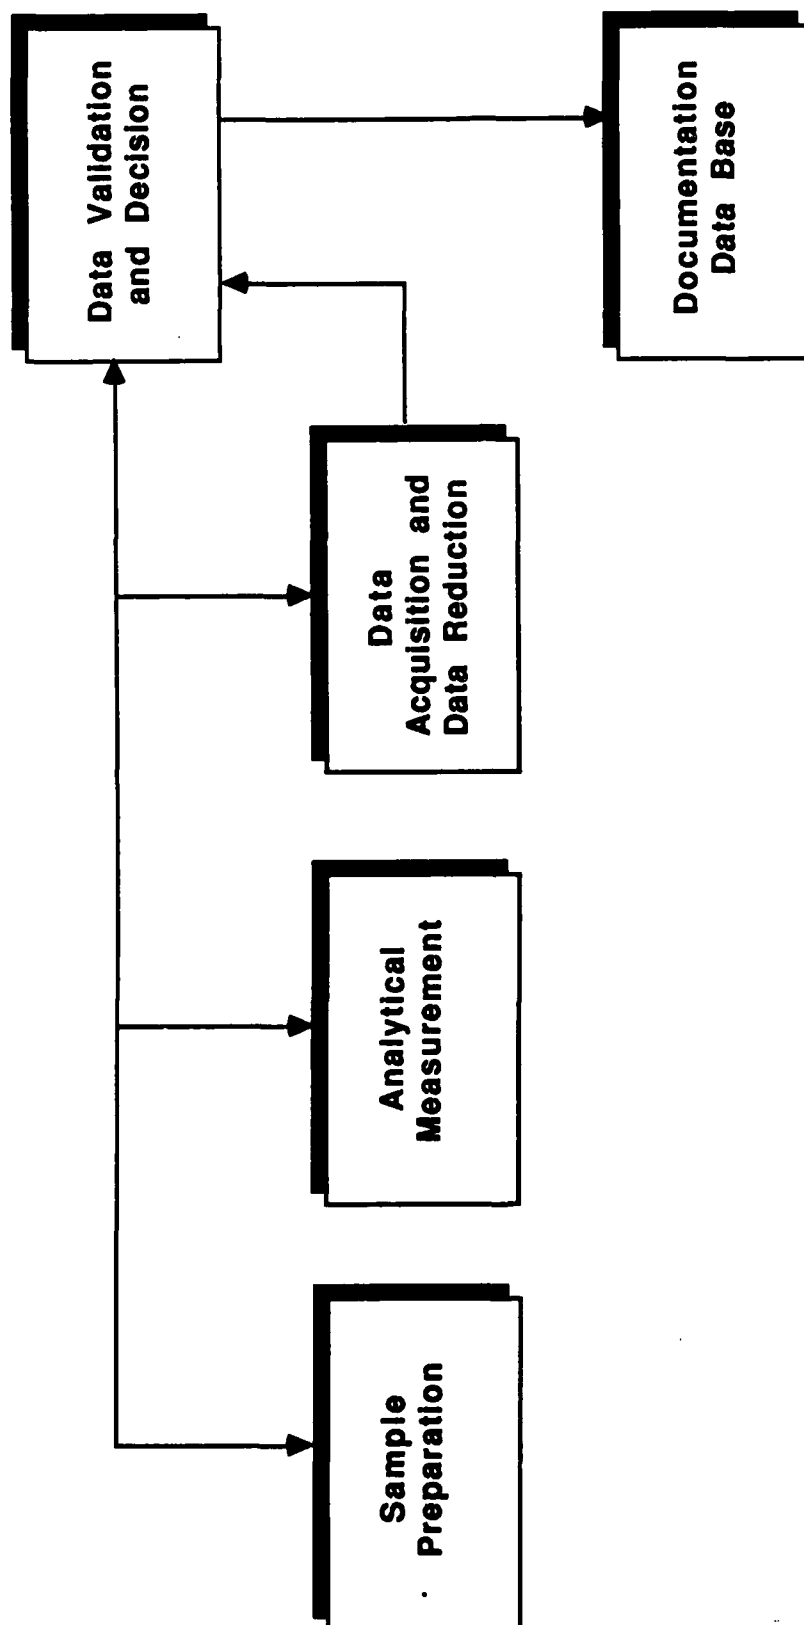 Sample
Preparation
Analytical
Measurement
Data
Acquisition and
Data Reduction
Data Validation
and Decision
Documentation
Data Base